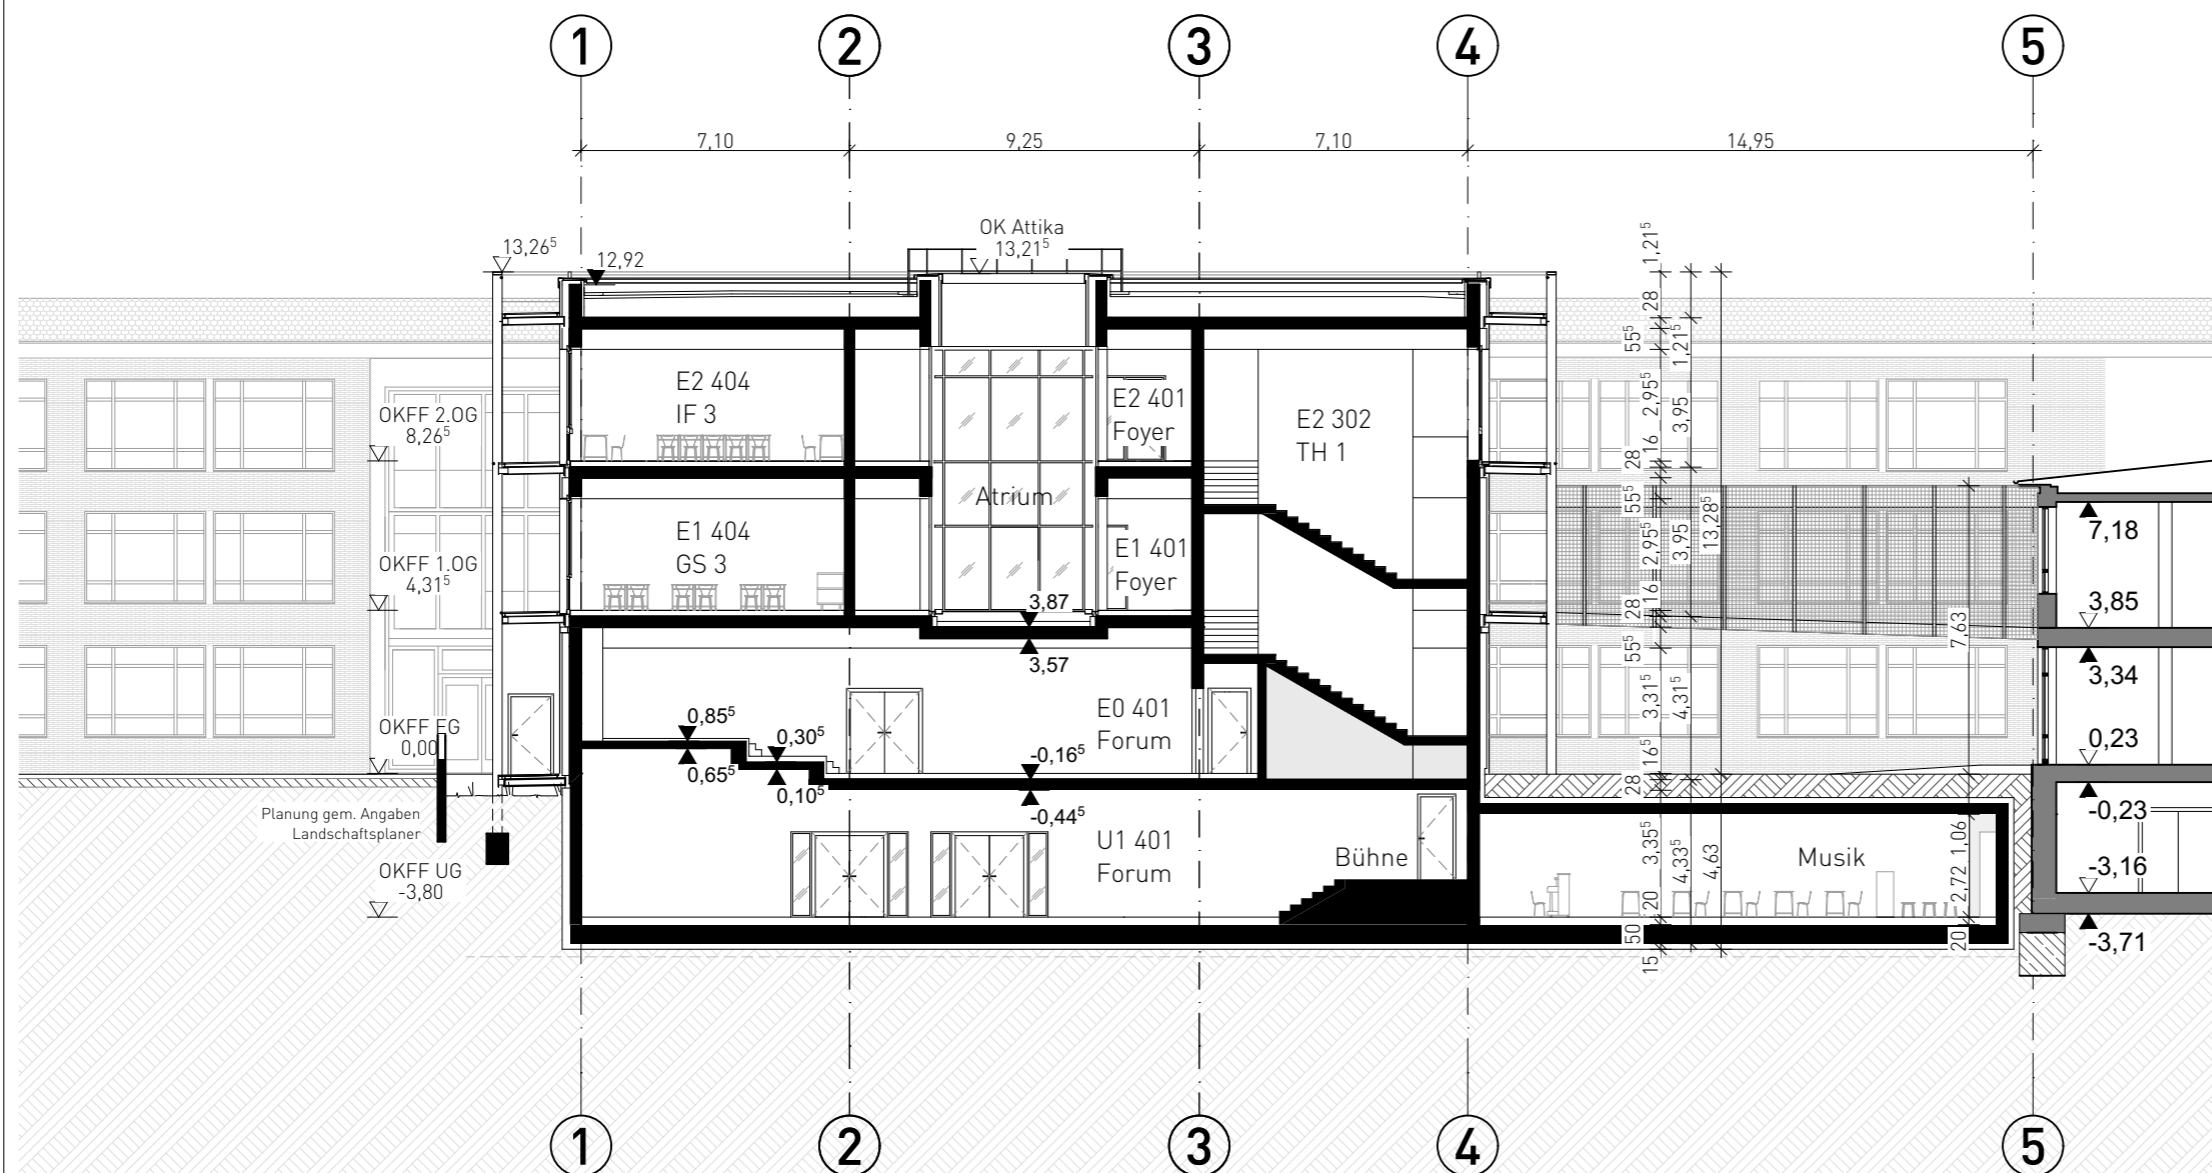 1
2
3
4
5
7,10
9,25
7,10
14,95
OK Attika
13,21⁵
13,26⁵
12,92
1,21⁵
28
55⁵
1,21⁵
E2 404
IF 3
E2 401
Foyer
E2 302
TH 1
OKFF 2.OG
8,26⁵
2,95⁵
3,95
16
28
55⁵
Atrium
7,18
E1 404
GS 3
E1 401
Foyer
OKFF 1.OG
4,31⁵
2,95⁵
3,95
13,28⁵
16
28
3,87
3,57
3,85
7,63
55⁵
3,34
0,85⁵
0,65⁵
0,30⁵
0,10⁵
E0 401
Forum
-0,16⁵
-0,44⁵
3,31⁵
4,31⁵
16⁵
28
OKFF EG
0,00
0,23
Planung gem. Angaben
Landschaftsplaner
-0,23
U1 401
Forum
Bühne
Musik
3,35⁵
4,33⁵
4,63
1,06
2,72
20
20
50
15
OKFF UG
-3,80
-3,16
-3,71
1
2
3
4
5